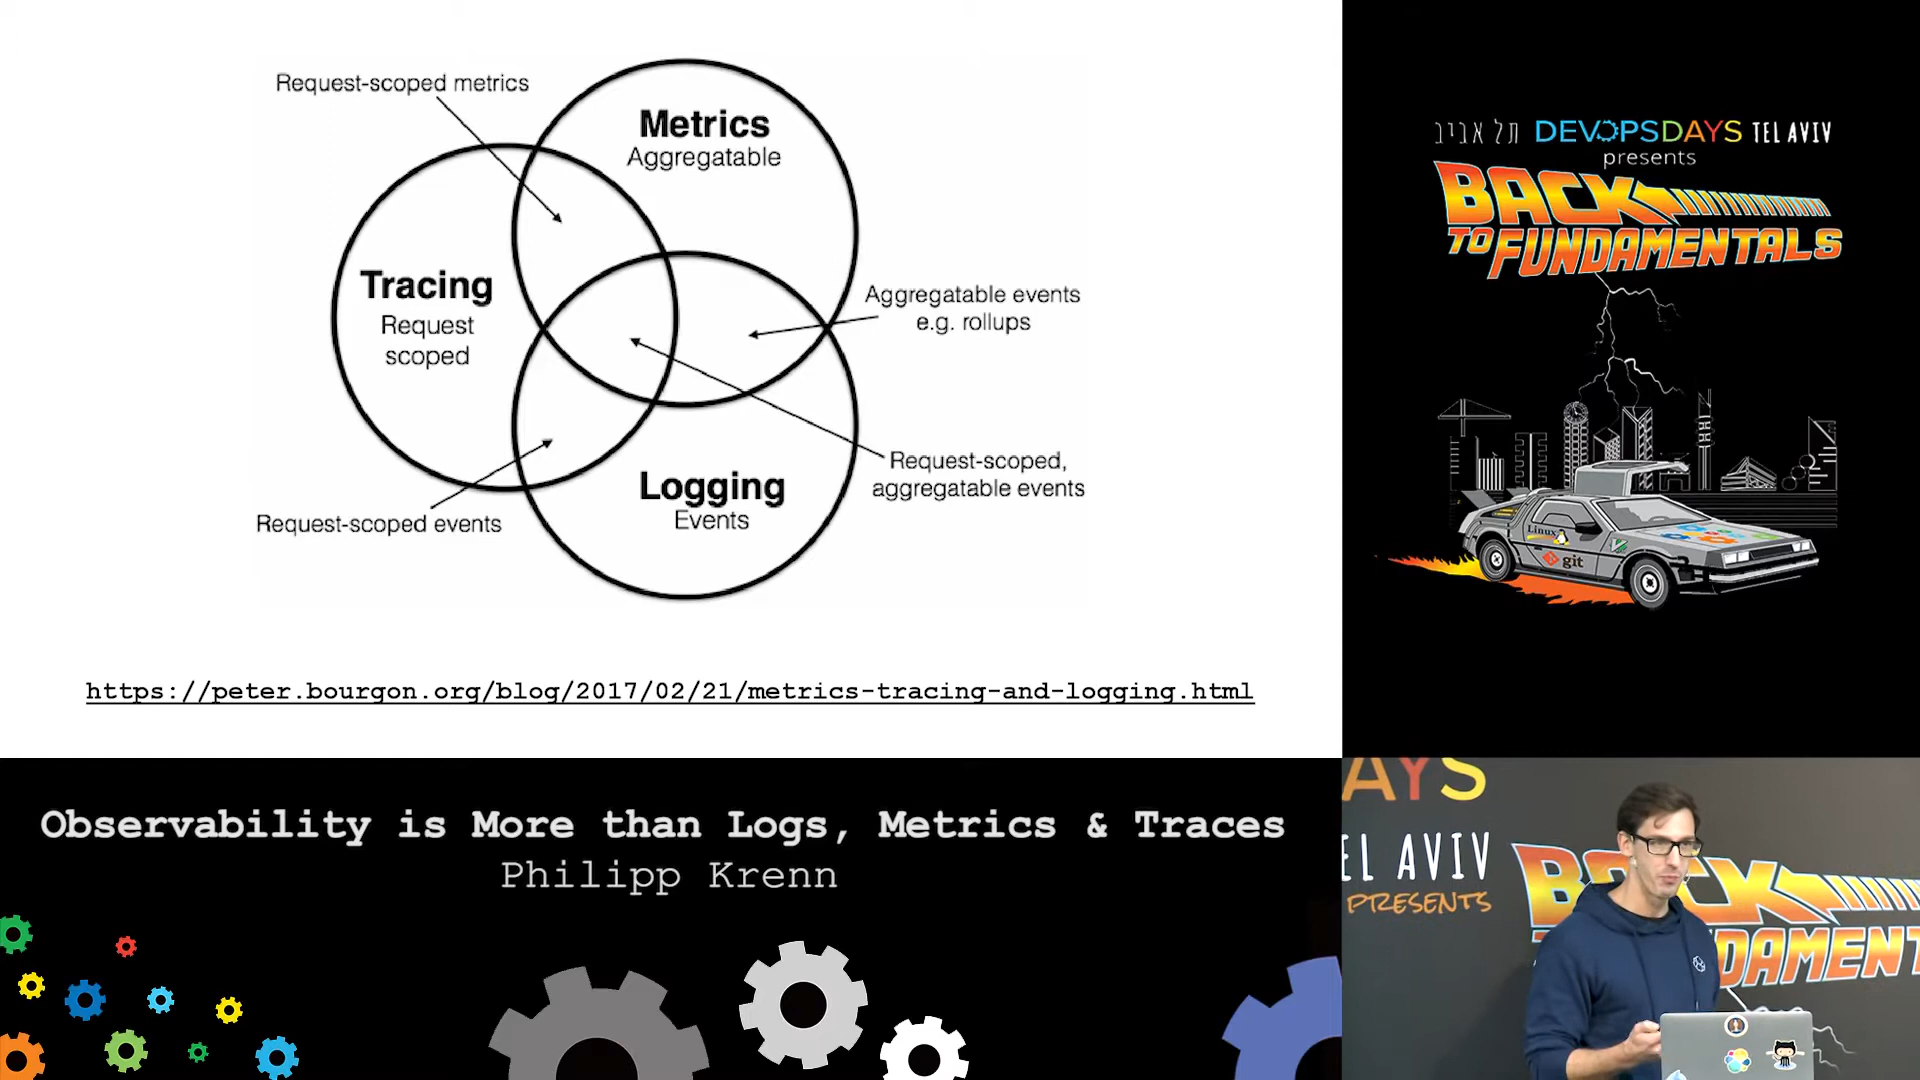 Request-scoped metrics
Metrics
Aggregatable
Tracing
Request
scoped
Aggregatable events
e.g. rollups
Request-scoped,
aggregatable events
Logging
Events
Request-scoped events
https://peter.bourgon.org/blog/2017/02/21/metrics-tracing-and-logging.html
תל אביב DEVOPSDAYS TEL AVIV
presents
BACK
TO FUNDAMENTALS
Linux
git
Observability is More than Logs, Metrics & Traces
Philipp Krenn
AYS
EL AVIV
PRESENTS
BACK
DAMENT